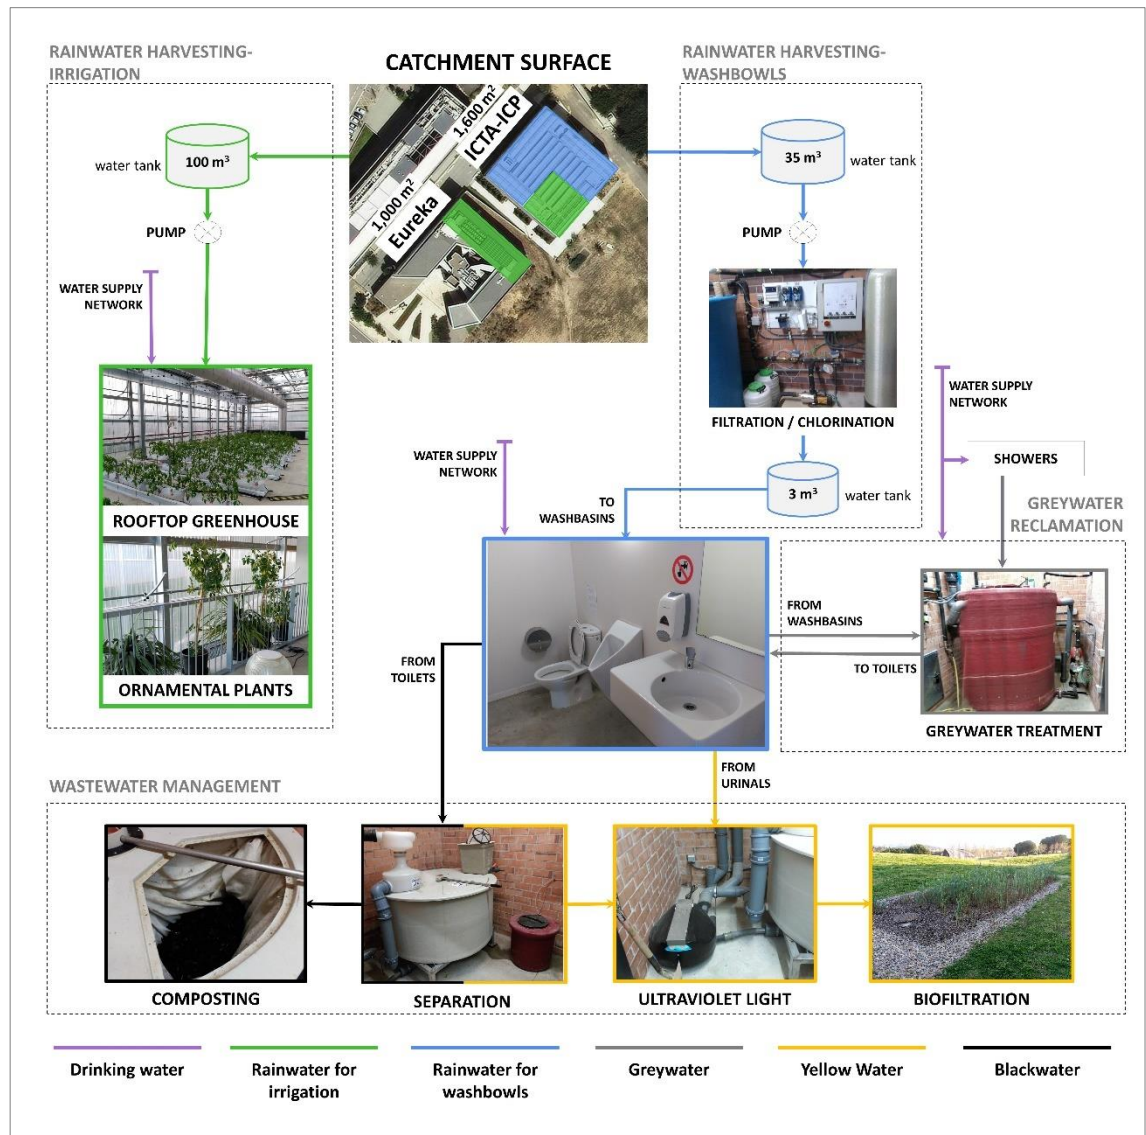 RAINWATER HARVESTING-
IRRIGATION
CATCHMENT SURFACE
RAINWATER HARVESTING-
WASHBOWLS
1,600 m²
ICTA-ICP
1,000 m²
Eureka
100 m³
water tank
35 m³
water tank
PUMP
PUMP
WATER SUPPLY
NETWORK
FILTRATION / CHLORINATION
WATER SUPPLY
NETWORK
SHOWERS
WATER SUPPLY
NETWORK
3 m³
water tank
TO
WASHBASINS
GREYWATER
RECLAMATION
ROOFTOP GREENHOUSE
ORNAMENTAL PLANTS
FROM
WASHBASINS
TO TOILETS
GREYWATER TREATMENT
FROM
TOILETS
FROM
URINALS
WASTEWATER MANAGEMENT
COMPOSTING
SEPARATION
ULTRAVIOLET LIGHT
BIOFILTRATION
Drinking water
Rainwater for
irrigation
Rainwater for
washbowls
Greywater
Yellow Water
Blackwater